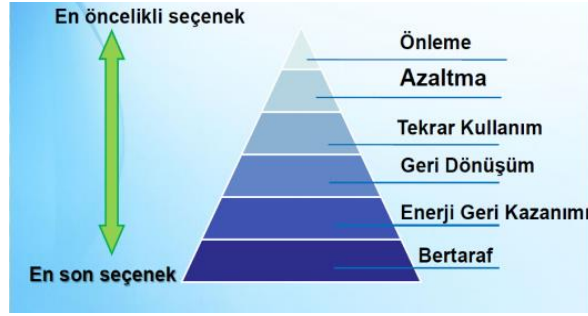 En öncelikli seçenek
Önleme
Azaltma
Tekrar Kullanım
Geri Dönüşüm
Enerji Geri Kazanımı
Bertaraf
En son seçenek